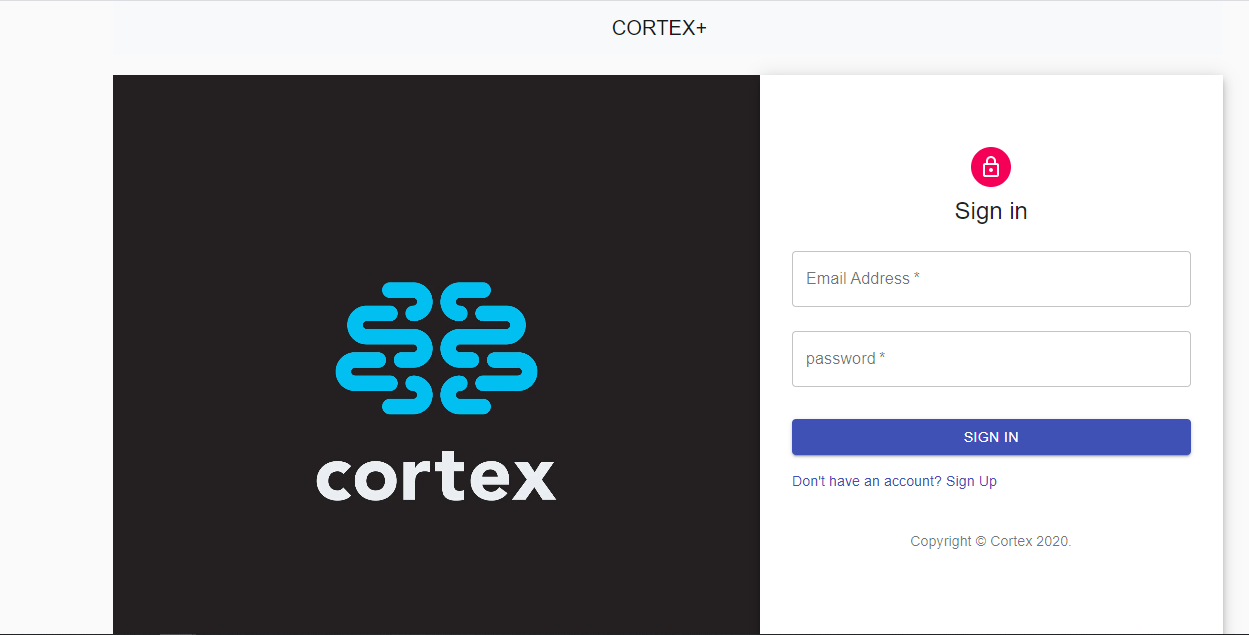 CORTEX+
cortex
Sign in
Email Address *
password *
SIGN IN
Don't have an account? Sign Up
Copyright © Cortex 2020.